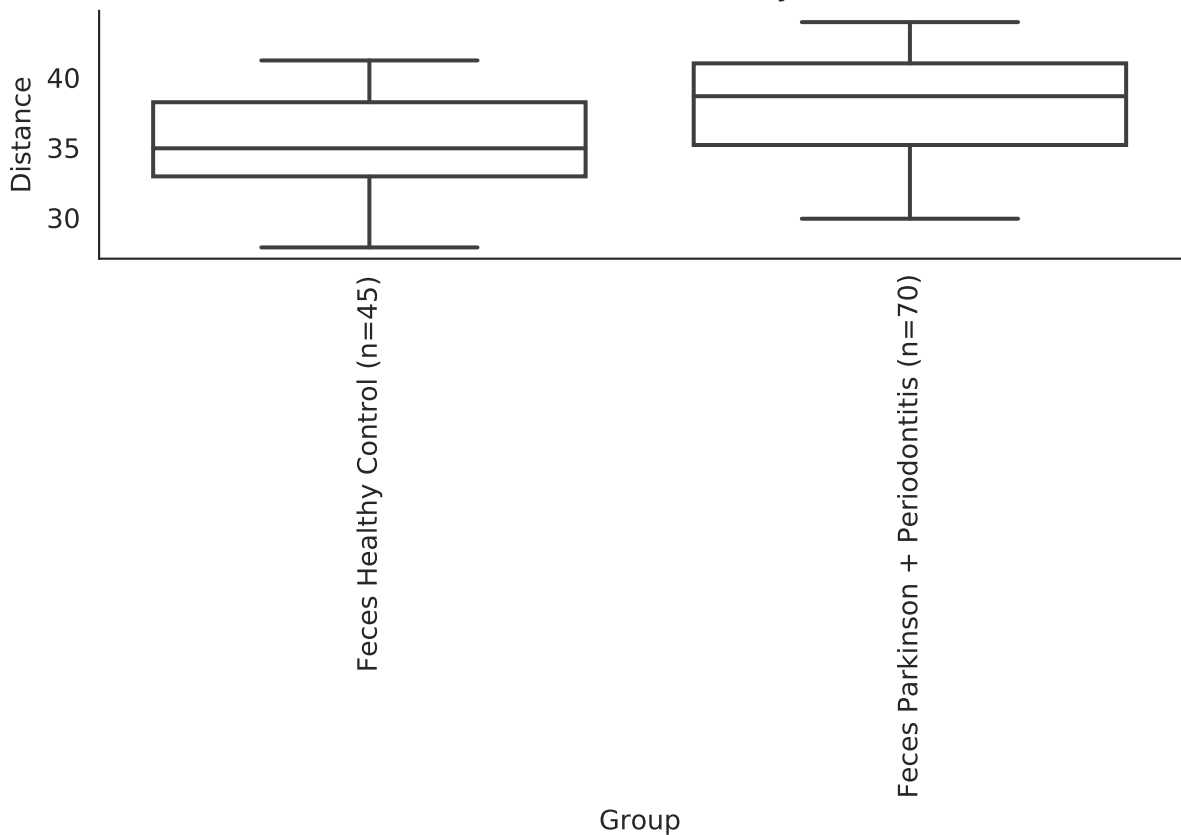 Distance
40
35
30
Feces Healthy Control (n=45)
Feces Parkinson + Periodontitis (n=70)
Group